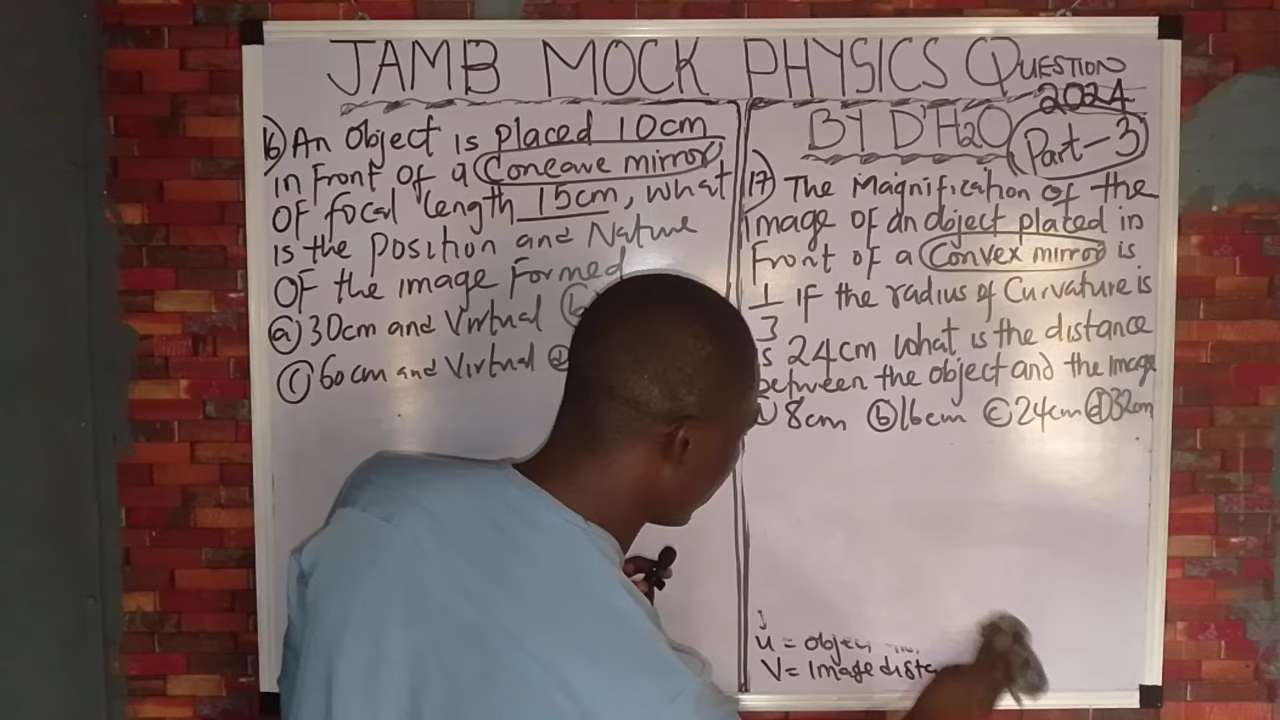 JAMB MOCK PHYSICS QUESTION
2024
BY D'H2O Part-3
16) An Object is placed 10cm
in Front Of a Concave mirror
OF focal length 15cm, what
is the Position and Nature
OF the image Formed
(a) 30cm and Virtual (b)
(c) 60cm and Virtual (d)
17) The Magnification of the
image of an object placed in
Front of a Convex mirror is
1/3 If the radius of Curvature is
is 24cm what is the distance
between the object and the Image
8cm (b) 16cm (c) 24cm (d) 32cm
u = Object
V = Image dista